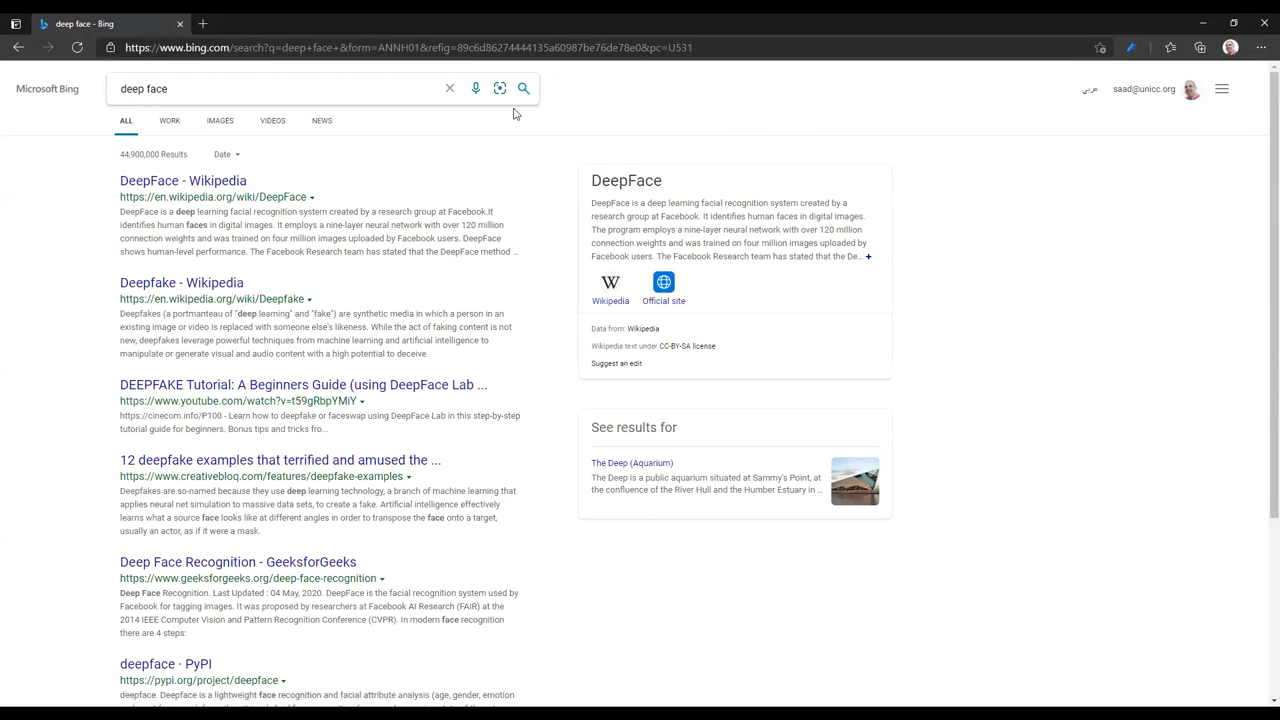 deep face - Bing
https://www.bing.com/search?q=deep+face+&form=ANNH01&refig=89c6d86274444135a60987be76de78e0&pc=U531
Microsoft Bing
deep face
عربي
saad@unicc.org
ALL WORK IMAGES VIDEOS NEWS
44,900,000 Results Date
DeepFace - Wikipedia
https://en.wikipedia.org/wiki/DeepFace
DeepFace is a deep learning facial recognition system created by a research group at Facebook.It
identifies human faces in digital images. It employs a nine-layer neural network with over 120 million
connection weights and was trained on four million images uploaded by Facebook users. DeepFace
shows human-level performance. The Facebook Research team has stated that the DeepFace method ...
Deepfake - Wikipedia
https://en.wikipedia.org/wiki/Deepfake
Deepfakes (a portmanteau of "deep learning" and "fake") are synthetic media in which a person in an
existing image or video is replaced with someone else's likeness. While the act of faking content is not
new, deepfakes leverage powerful techniques from machine learning and artificial intelligence to
manipulate or generate visual and audio content with a high potential to deceive.
DEEPFAKE Tutorial: A Beginners Guide (using DeepFace Lab ...
https://www.youtube.com/watch?v=t59gRbpYMiY
https://cinecom.info/P100 - Learn how to deepfake or faceswap using DeepFace Lab in this step-by-step
tutorial guide for beginners. Bonus tips and tricks fro...
12 deepfake examples that terrified and amused the ...
https://www.creativebloq.com/features/deepfake-examples
Deepfakes are so-named because they use deep learning technology, a branch of machine learning that
applies neural net simulation to massive data sets, to create a fake. Artificial intelligence effectively
learns what a source face looks like at different angles in order to transpose the face onto a target,
usually an actor, as if it were a mask.
Deep Face Recognition - GeeksforGeeks
https://www.geeksforgeeks.org/deep-face-recognition
Deep Face Recognition. Last Updated : 04 May, 2020. DeepFace is the facial recognition system used by
Facebook for tagging images. It was proposed by researchers at Facebook AI Research (FAIR) at the
2014 IEEE Computer Vision and Pattern Recognition Conference (CVPR). In modern face recognition
there are 4 steps:
deepface · PyPI
https://pypi.org/project/deepface
deepface. Deepface is a lightweight face recognition and facial attribute analysis (age, gender, emotion
DeepFace
DeepFace is a deep learning facial recognition system created by a
research group at Facebook. It identifies human faces in digital images.
The program employs a nine-layer neural network with over 120 million
connection weights and was trained on four million images uploaded by
Facebook users. The Facebook Research team has stated that the De... +
Wikipedia Official site
Data from: Wikipedia
Wikipedia text under CC-BY-SA license
Suggest an edit
See results for
The Deep (Aquarium)
The Deep is a public aquarium situated at Sammy's Point, at
the confluence of the River Hull and the Humber Estuary in ...